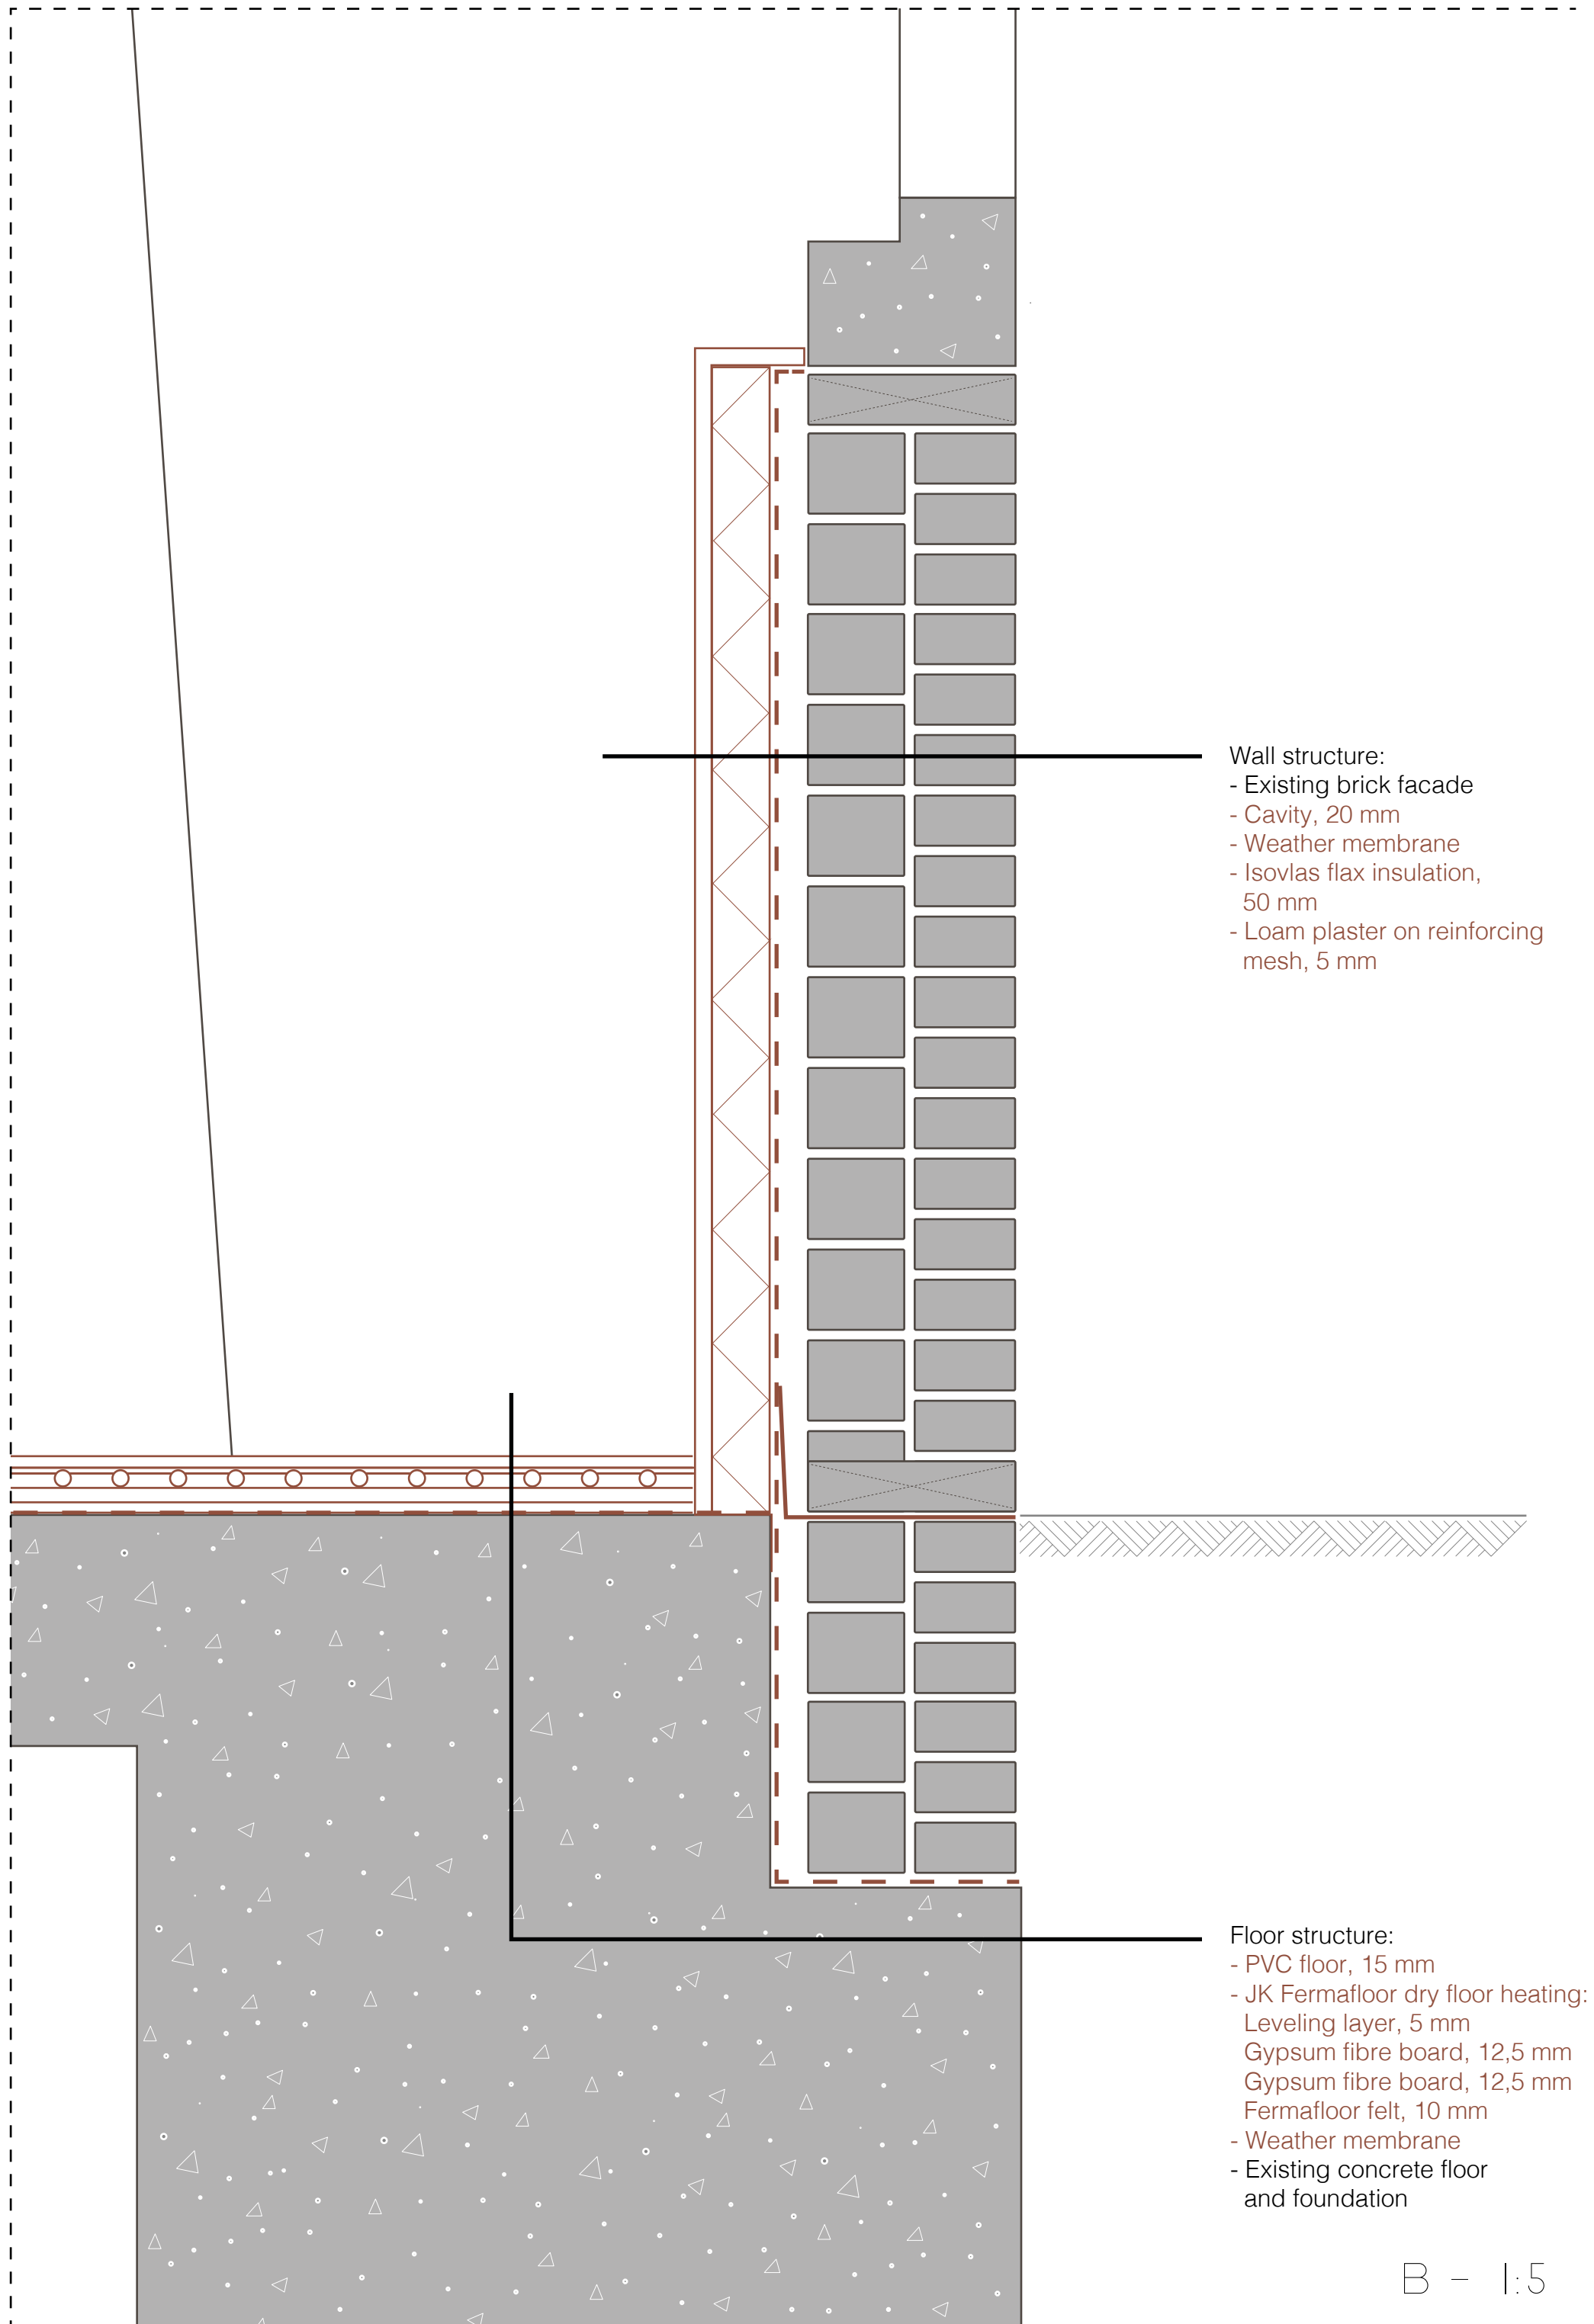 Wall structure:
- Existing brick facade
- Cavity, 20 mm
- Weather membrane
- Isovlas flax insulation,
50 mm
- Loam plaster on reinforcing
mesh, 5 mm
Floor structure:
- PVC floor, 15 mm
- JK Fermafloor dry floor heating:
Leveling layer, 5 mm
Gypsum fibre board, 12,5 mm
Gypsum fibre board, 12,5 mm
Fermafloor felt, 10 mm
- Weather membrane
- Existing concrete floor
and foundation
B - 1:5